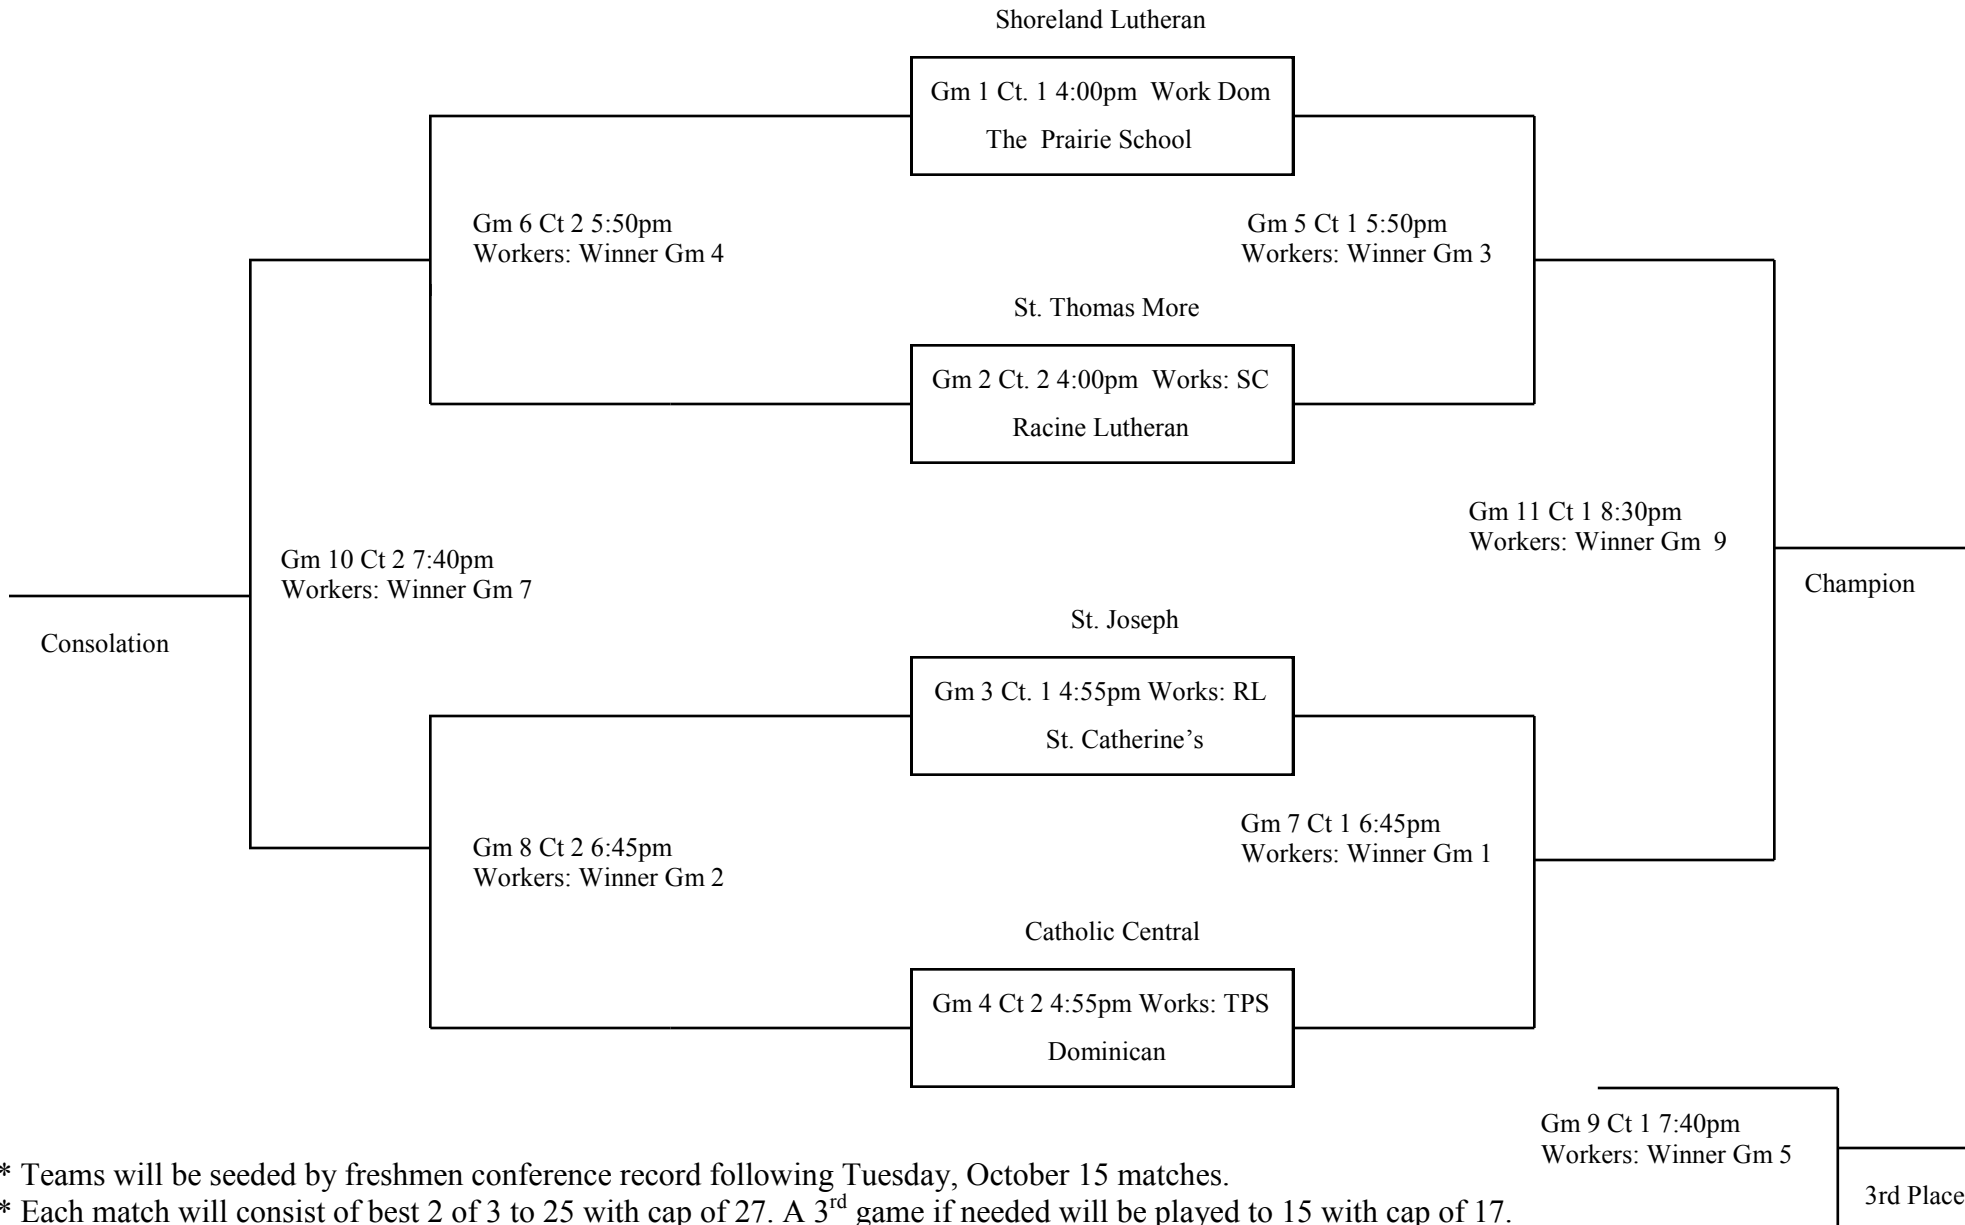 Shoreland Lutheran
Gm 1 Ct. 1 4:00pm  Work Dom
The  Prairie School
Gm 6 Ct 2 5:50pm
Workers: Winner Gm 4
Gm 5 Ct 1 5:50pm
Workers: Winner Gm 3
St. Thomas More
Gm 2 Ct. 2 4:00pm  Works: SC
Racine Lutheran
Gm 11 Ct 1 8:30pm
Workers: Winner Gm  9
Gm 10 Ct 2 7:40pm
Workers: Winner Gm 7
Champion
Consolation
St. Joseph
Gm 3 Ct. 1 4:55pm Works: RL
St. Catherine’s
Gm 8 Ct 2 6:45pm
Workers: Winner Gm 2
Gm 7 Ct 1 6:45pm
Workers: Winner Gm 1
Catholic Central
Gm 4 Ct 2 4:55pm Works: TPS
Dominican
Gm 9 Ct 1 7:40pm
Workers: Winner Gm 5
3rd Place
* Teams will be seeded by freshmen conference record following Tuesday, October 15 matches.
* Each match will consist of best 2 of 3 to 25 with cap of 27. A 3rd game if needed will be played to 15 with cap of 17.